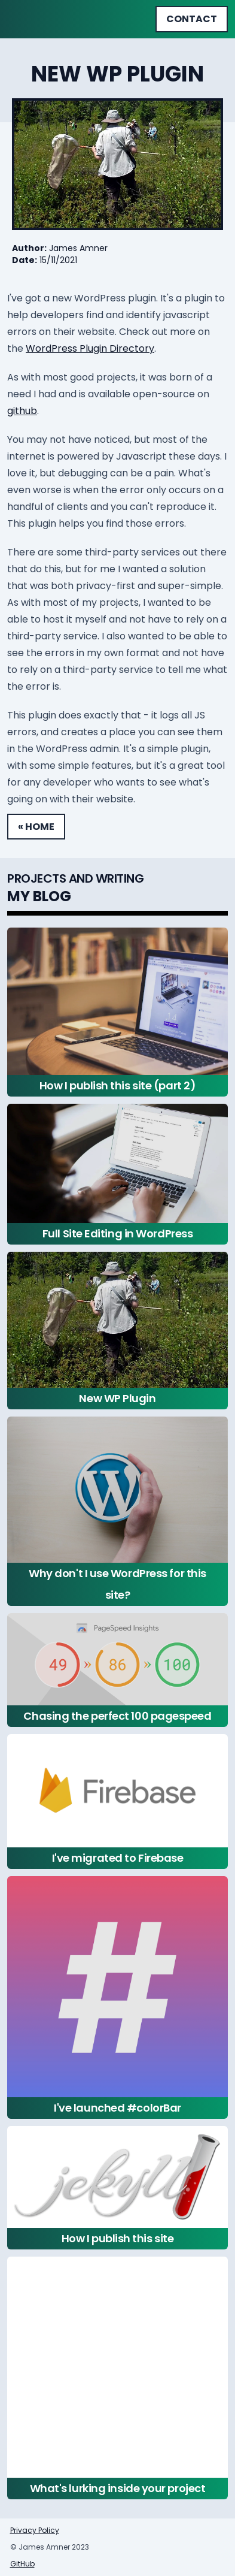 CONTACT
NEW WP PLUGIN
Author: James Amner
Date: 15/11/2021
I've got a new WordPress plugin. It's a plugin to
help developers find and identify javascript
errors on their website. Check out more on
the WordPress Plugin Directory.
As with most good projects, it was born of a
need I had and is available open-source on
github.
You may not have noticed, but most of the
internet is powered by Javascript these days. I
love it, but debugging can be a pain. What's
even worse is when the error only occurs on a
handful of clients and you can't reproduce it.
This plugin helps you find those errors.
There are some third-party services out there
that do this, but for me I wanted a solution
that was both privacy-first and super-simple.
As with most of my projects, I wanted to be
able to host it myself and not have to rely on a
third-party service. I also wanted to be able to
see the errors in my own format and not have
to rely on a third-party service to tell me what
the error is.
This plugin does exactly that - it logs all JS
errors, and creates a place you can see them
in the WordPress admin. It's a simple plugin,
with some simple features, but it's a great tool
for any developer who wants to see what's
going on with their website.
« HOME
PROJECTS AND WRITING
MY BLOG
How I publish this site (part 2)
Full Site Editing in WordPress
New WP Plugin
Why don't I use WordPress for this
site?
PageSpeed Insights
49 » 86 » 100
Chasing the perfect 100 pagespeed
Firebase
I've migrated to Firebase
#
I've launched #colorBar
jekyll
How I publish this site
What's lurking inside your project
Privacy Policy
© James Amner 2023
GitHub